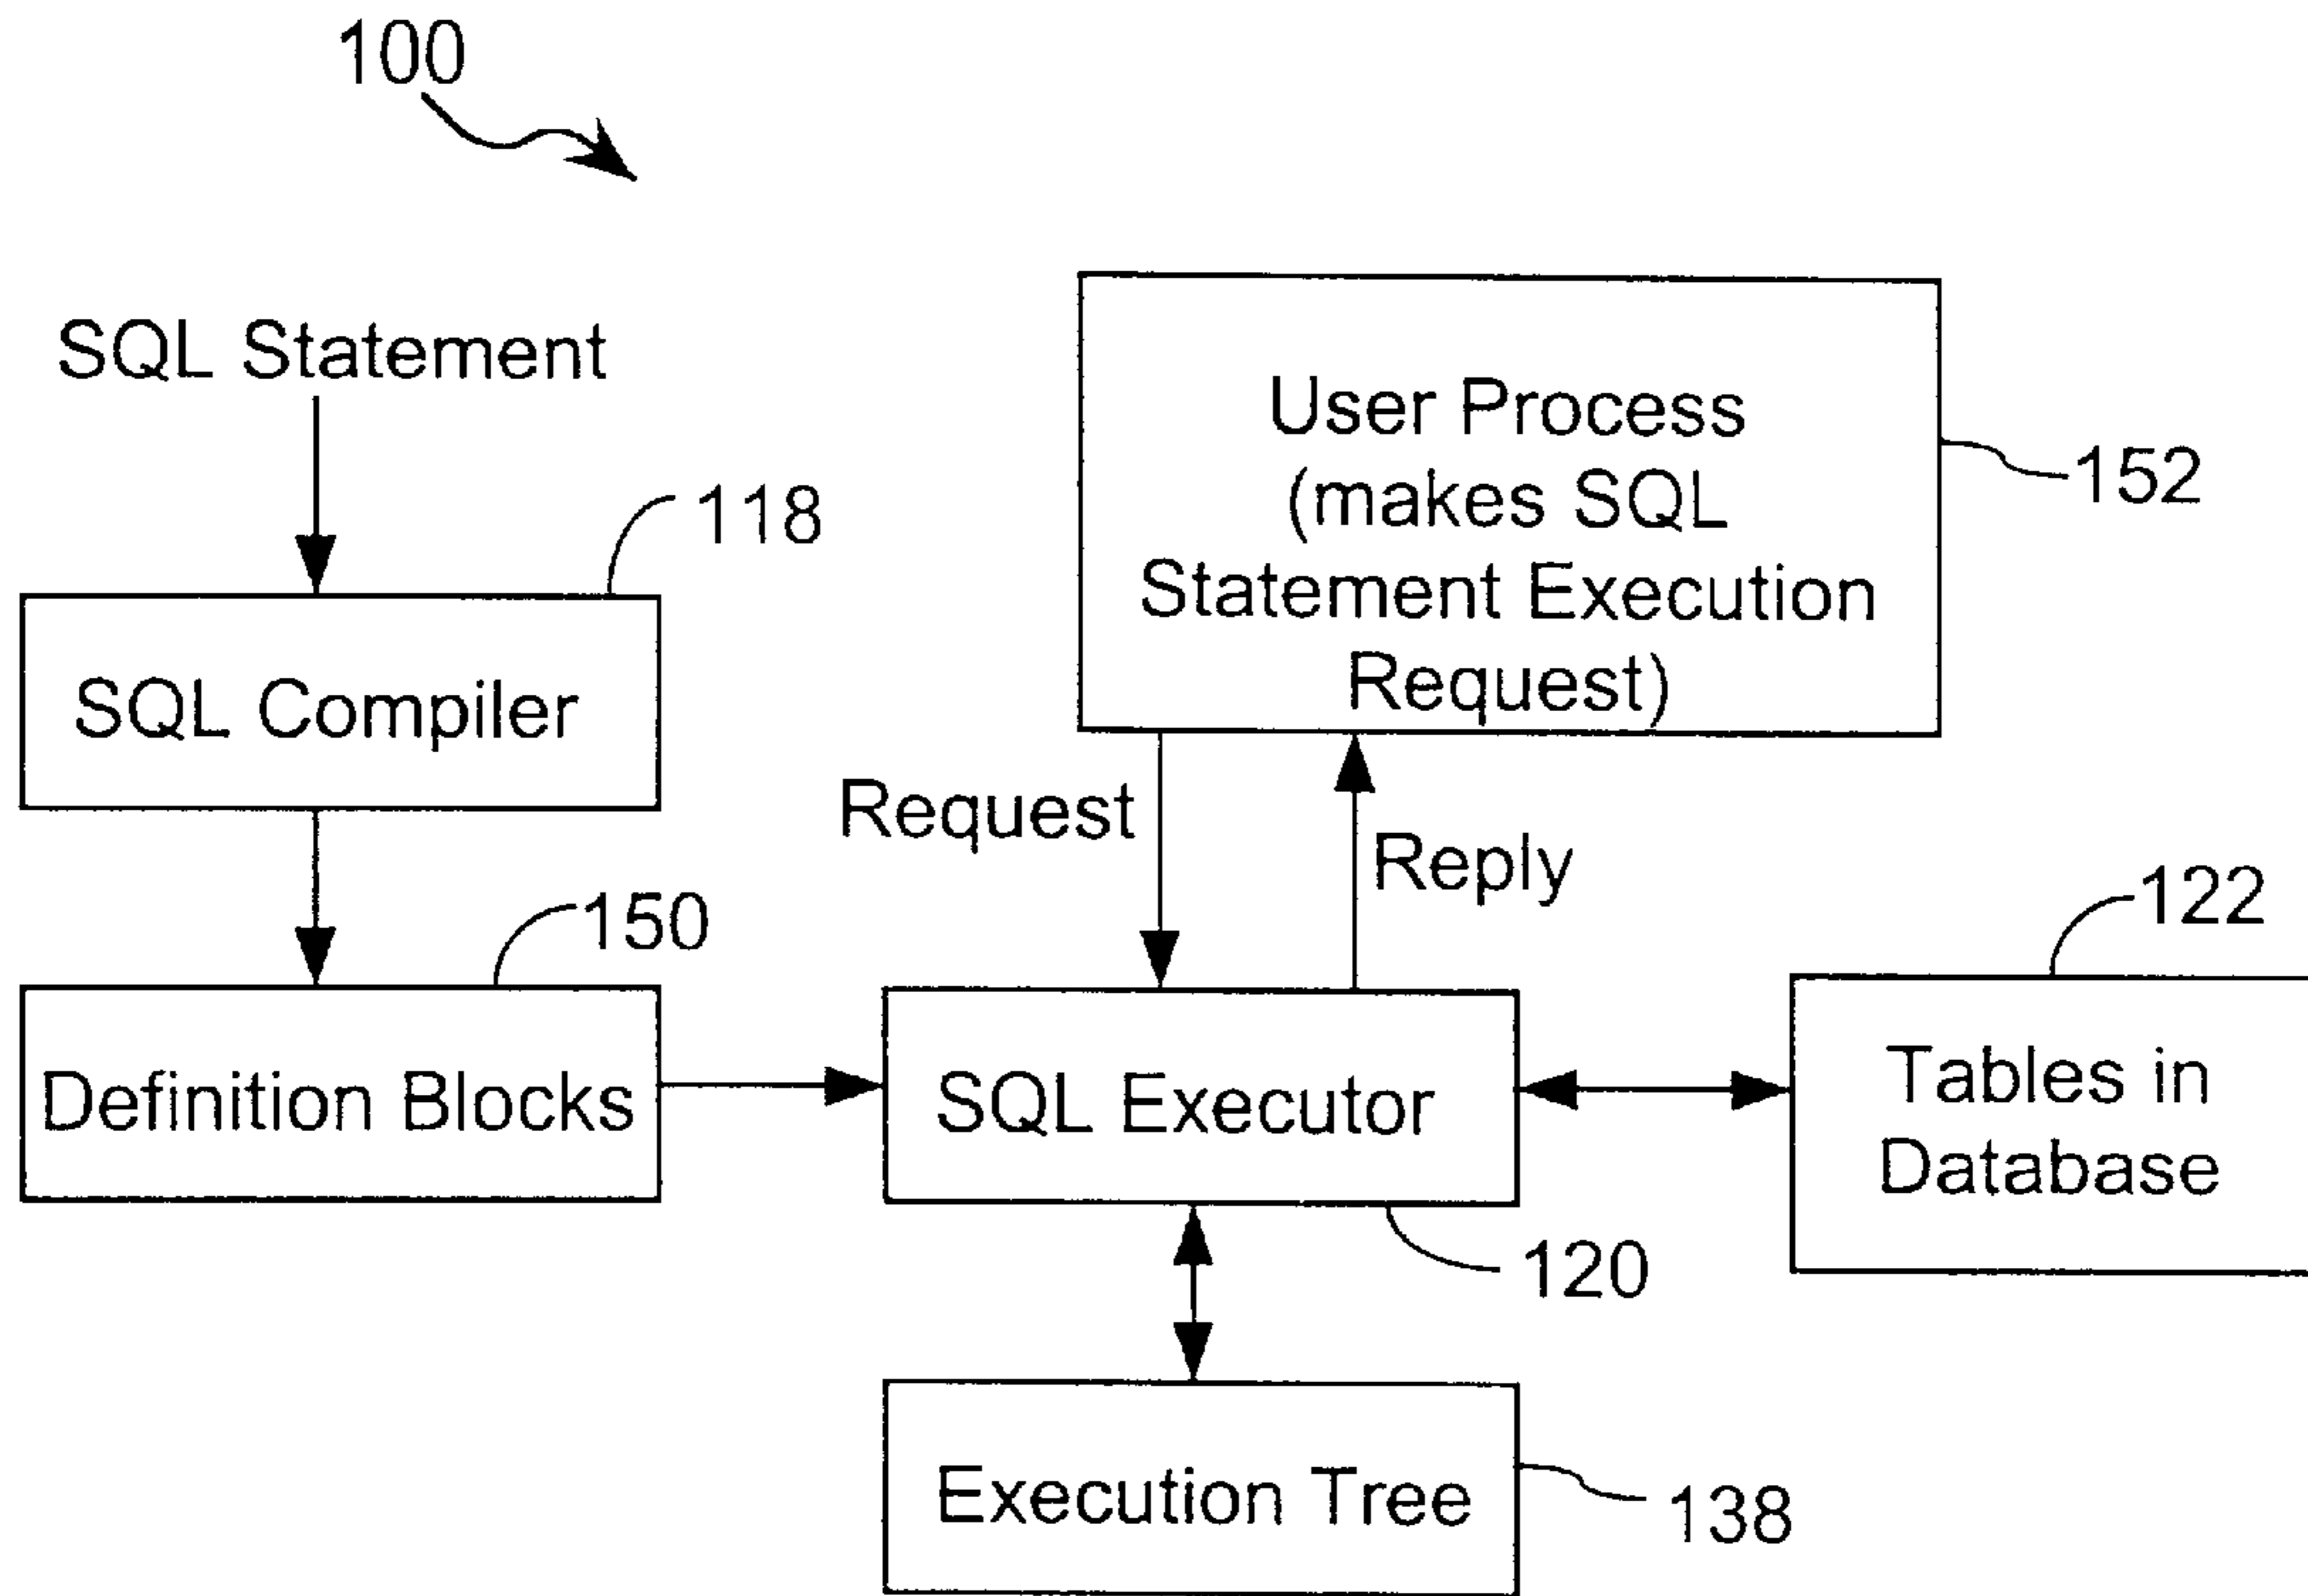 100
SQL Statement
118
SQL Compiler
150
Definition Blocks
User Process
(makes SQL
Statement Execution
Request)
152
Request
Reply
SQL Executor
120
122
Tables in
Database
Execution Tree
138